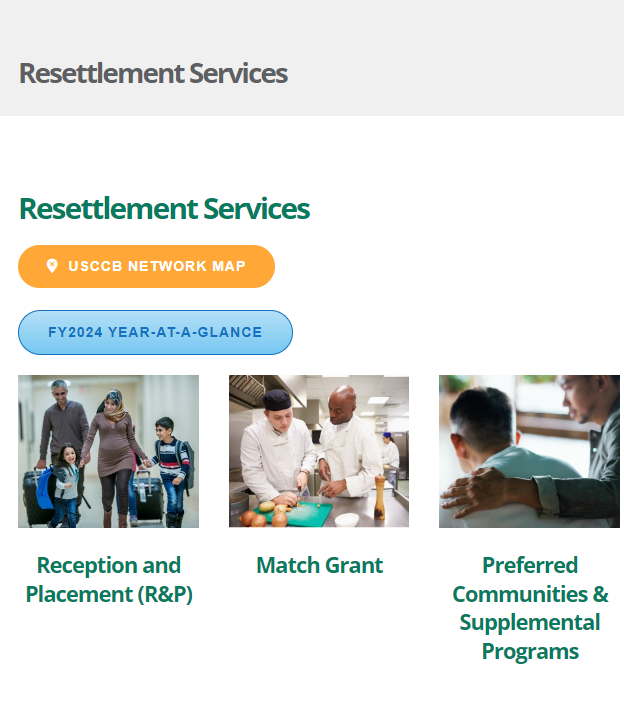 Resettlement Services
Resettlement Services
USCCB NETWORK MAP
FY2024 YEAR-AT-A-GLANCE
Reception and
Placement (R&P)
Match Grant
Preferred
Communities &
Supplemental
Programs